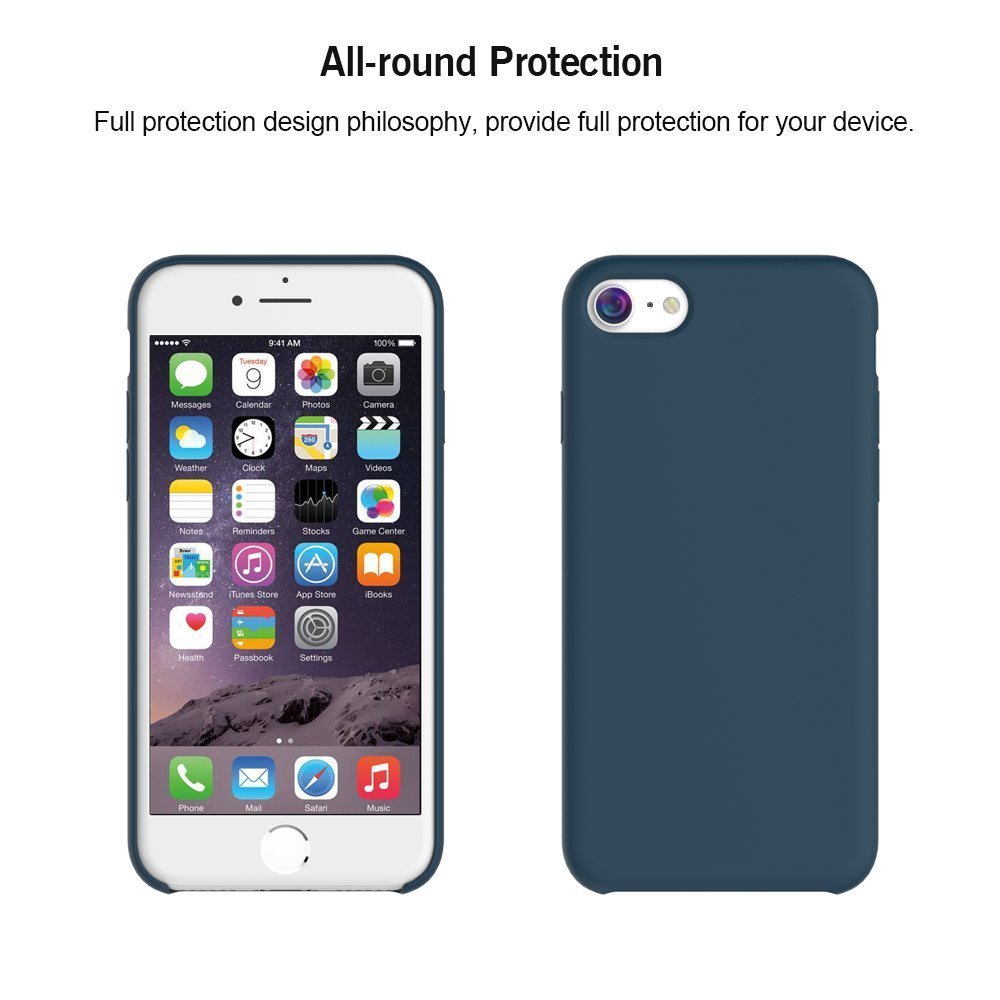 All-round Protection
Full protection design philosophy, provide full protection for your device.
9:41 AM 100%
Tuesday
9
Messages Calendar Photos Camera
280
Weather Clock Maps Videos
Notes Reminders Stocks Game Center
Newsstand iTunes Store App Store iBooks
Health Passbook Settings
Phone Mail Safari Music